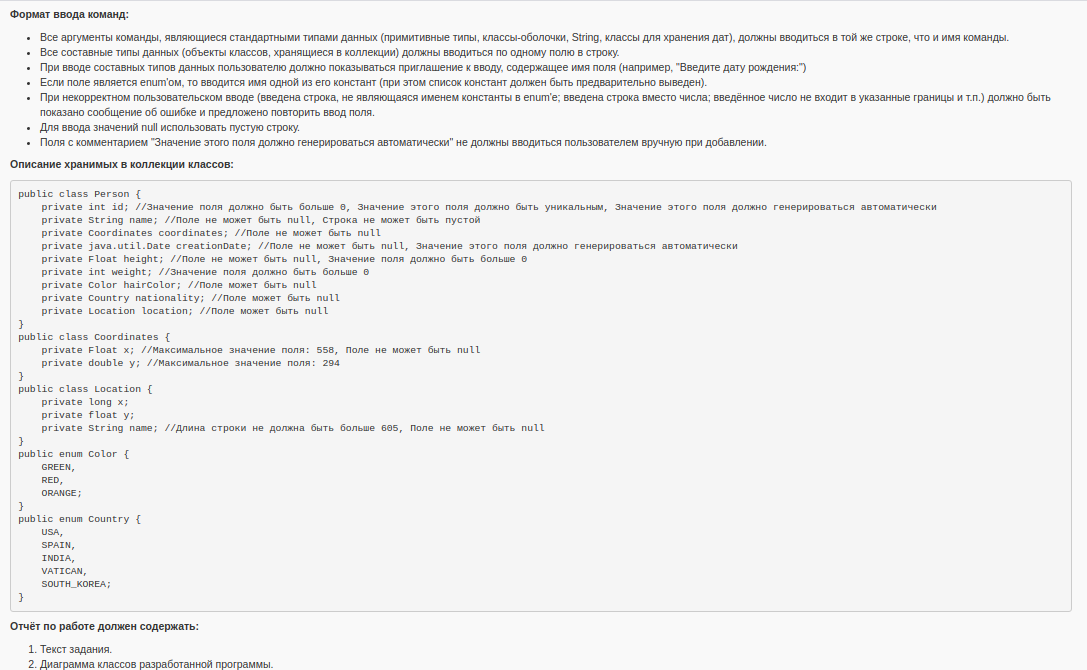 Формат ввода команд:
Все аргументы команды, являющиеся стандартными типами данных (примитивные типы, классы-оболочки, String, классы для хранения дат), должны вводиться в той же строке, что и имя команды.
Все составные типы данных (объекты классов, хранящиеся в коллекции) должны вводиться по одному полю в строку.
При вводе составных типов данных пользователю должно показываться приглашение к вводу, содержащее имя поля (например, "Введите дату рождения:")
Если поле является enum'ом, то вводится имя одной из его констант (при этом список констант должен быть предварительно выведен).
При некорректном пользовательском вводе (введена строка, не являющаяся именем константы в enum'е; введена строка вместо числа; введённое число не входит в указанные границы и т.п.) должно быть
показано сообщение об ошибке и предложено повторить ввод поля.
Для ввода значений null использовать пустую строку.
Поля с комментарием "Значение этого поля должно генерироваться автоматически" не должны вводиться пользователем вручную при добавлении.
Описание хранимых в коллекции классов:
public class Person {
    private int id; //Значение поля должно быть больше 0, Значение этого поля должно быть уникальным, Значение этого поля должно генерироваться автоматически
    private String name; //Поле не может быть null, Строка не может быть пустой
    private Coordinates coordinates; //Поле не может быть null
    private java.util.Date creationDate; //Поле не может быть null, Значение этого поля должно генерироваться автоматически
    private Float height; //Поле не может быть null, Значение поля должно быть больше 0
    private int weight; //Значение поля должно быть больше 0
    private Color hairColor; //Поле может быть null
    private Country nationality; //Поле может быть null
    private Location location; //Поле может быть null
}
public class Coordinates {
    private Float x; //Максимальное значение поля: 558, Поле не может быть null
    private double y; //Максимальное значение поля: 294
}
public class Location {
    private long x;
    private float y;
    private String name; //Длина строки не должна быть больше 605, Поле не может быть null
}
public enum Color {
    GREEN,
    RED,
    ORANGE;
}
public enum Country {
    USA,
    SPAIN,
    INDIA,
    VATICAN,
    SOUTH_KOREA;
}
Отчёт по работе должен содержать:
1. Текст задания.
2. Диаграмма классов разработанной программы.